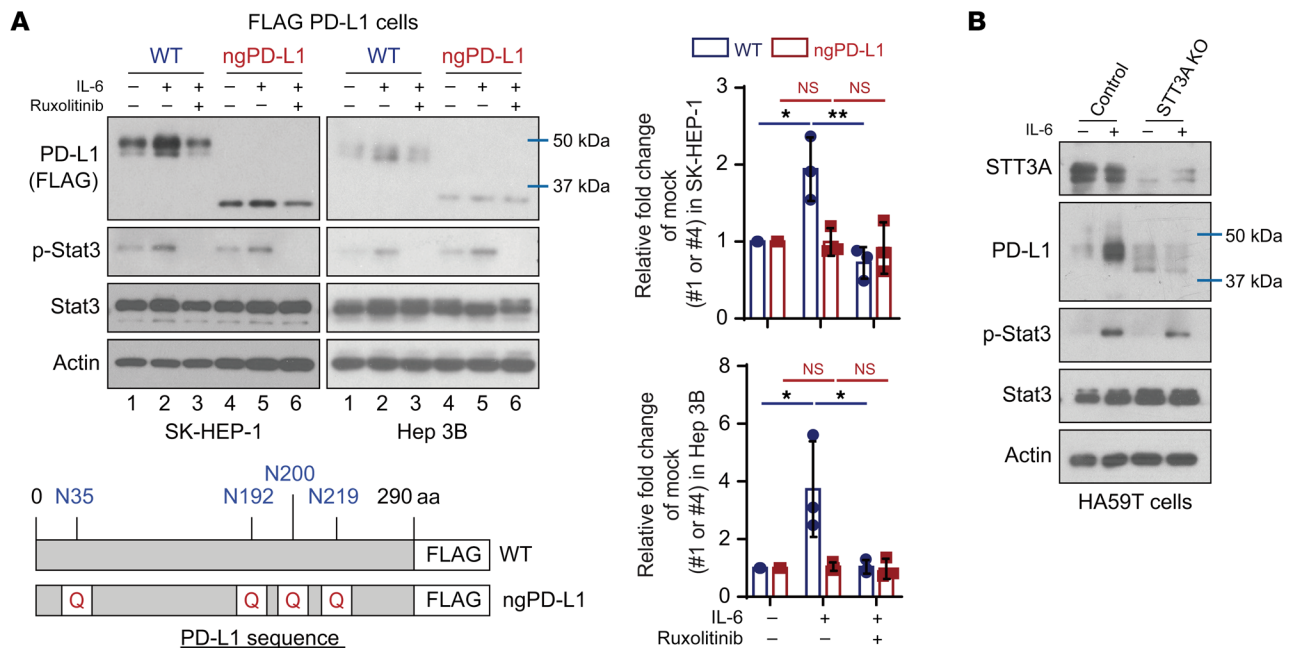 A
FLAG PD-L1 cells
WT ngPD-L1 WT ngPD-L1
IL-6 – + + – + + – + + – + +
Ruxolitinib – – + – – + – – + – – +
PD-L1
(FLAG)
50 kDa
37 kDa
p-Stat3
Stat3
Actin
1 2 3 4 5 6 1 2 3 4 5 6
SK-HEP-1 Hep 3B
WT ngPD-L1
Relative fold change
of mock
(#1 or #4) in SK-HEP-1
3
2
1
0
NS NS
* **
Relative fold change
of mock
(#1 or #4) in Hep 3B
8
6
4
2
0
NS NS
* *
IL-6 – + +
Ruxolitinib – – +
0 N35 N192 N200 N219 290 aa
FLAG WT
Q Q Q Q FLAG ngPD-L1
PD-L1 sequence
B
Control STT3A KO
IL-6 – + – +
STT3A
PD-L1
50 kDa
37 kDa
p-Stat3
Stat3
Actin
HA59T cells